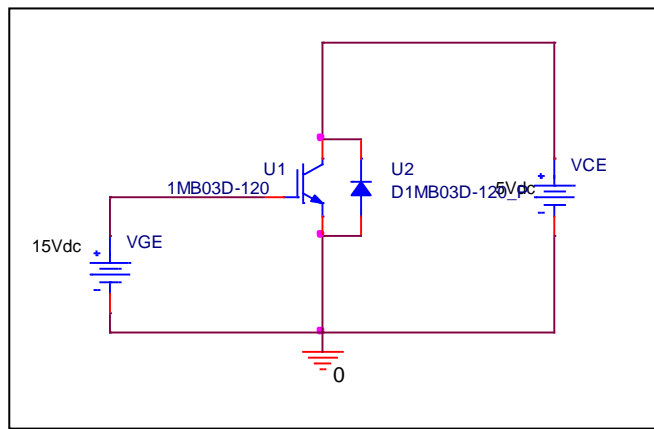 U1
U2
VCE
1MB03D-120
D1MB03D-120_P
5Vdc
15Vdc
VGE
0